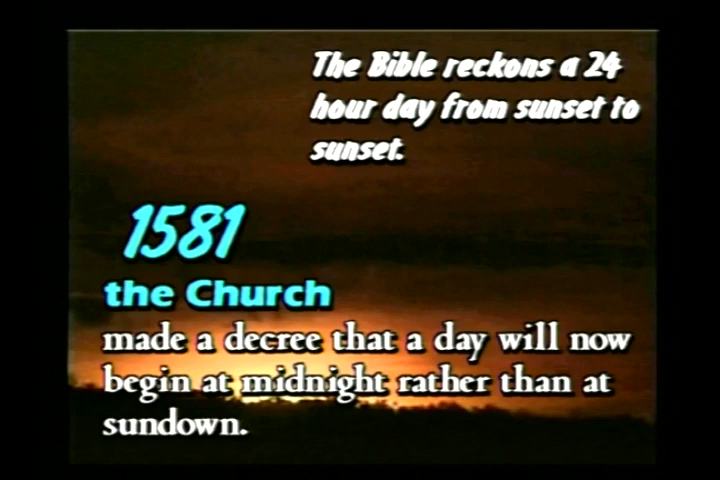 The Bible reckons a 24
hour day from sunset to
sunset.
1581
the Church
made a decree that a day will now
begin at midnight rather than at
sundown.